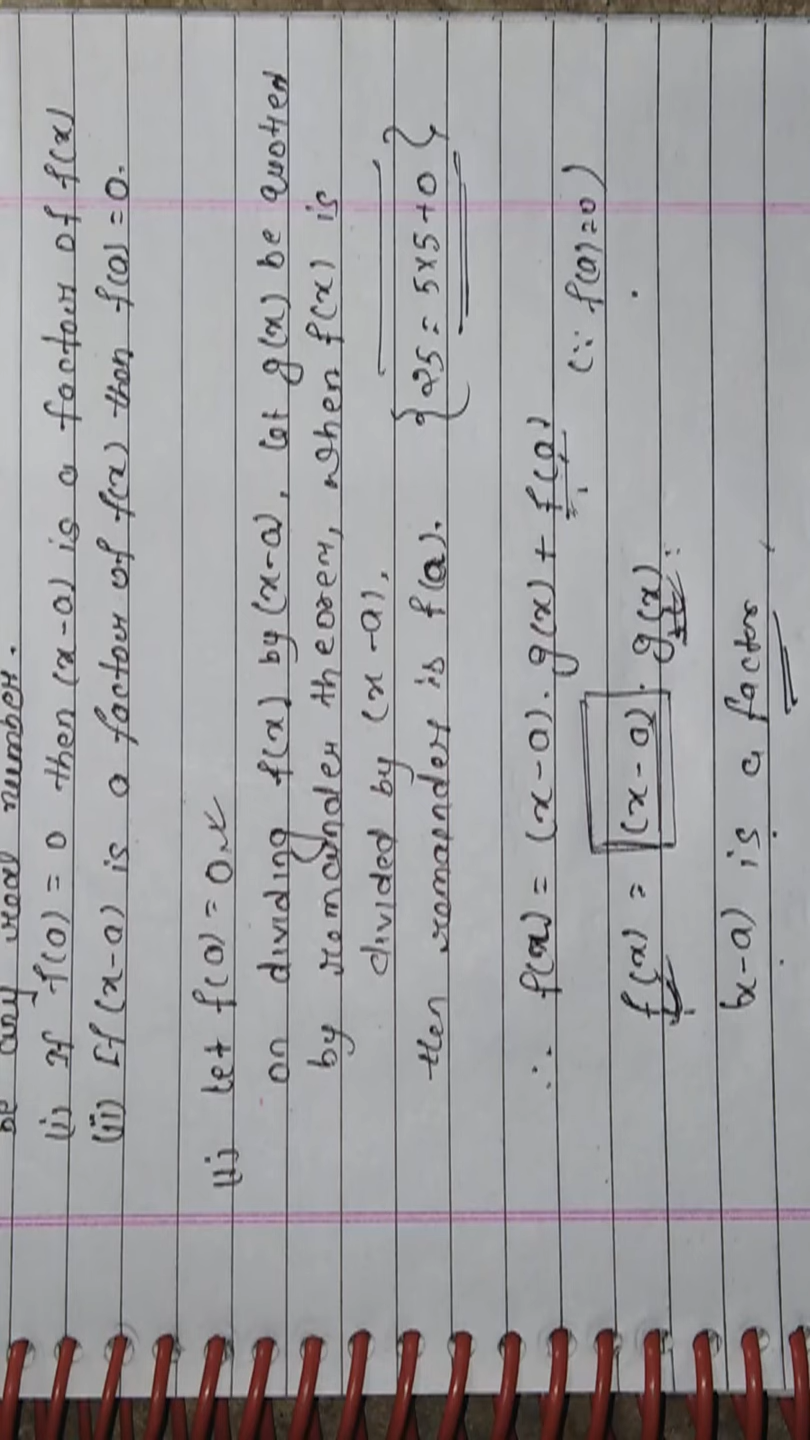 be any real number.
(i) If f(a) = 0 then (x-a) is a factor of f(x)
(ii) If (x-a) is a factor of f(x) then f(a) = 0.
(i) let f(a) = 0
on dividing f(x) by (x-a), let g(x) be quotien
by remainder theorem, when f(x) is
divided by (x-a),
then remainders is f(a). {25 = 5×5+0}
∴ f(x) = (x-a). g(x) + f(a)
(∵ f(a)=0)
f(x) = (x-a). g(x)
(x-a) is a factor